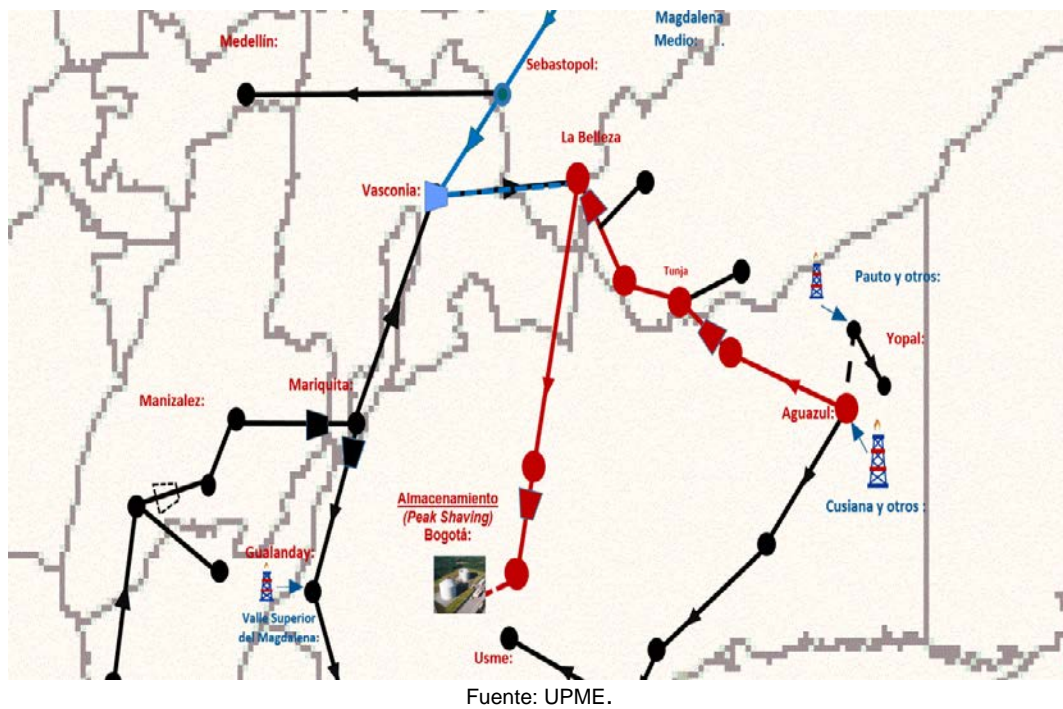 Magdalena
Medio: .
Medellín:
Sebastopol:
La Belleza
Vasconia:
Tunja
Pauto y otros:
Yopal:
Mariquita:
Manizalez:
Aguazul:
Almacenamiento
(Peak Shaving)
Bogotá:
Cusiana y otros :
Gualanday:
Valle Superior
del Magdalena:
Usme:
Fuente: UPME.